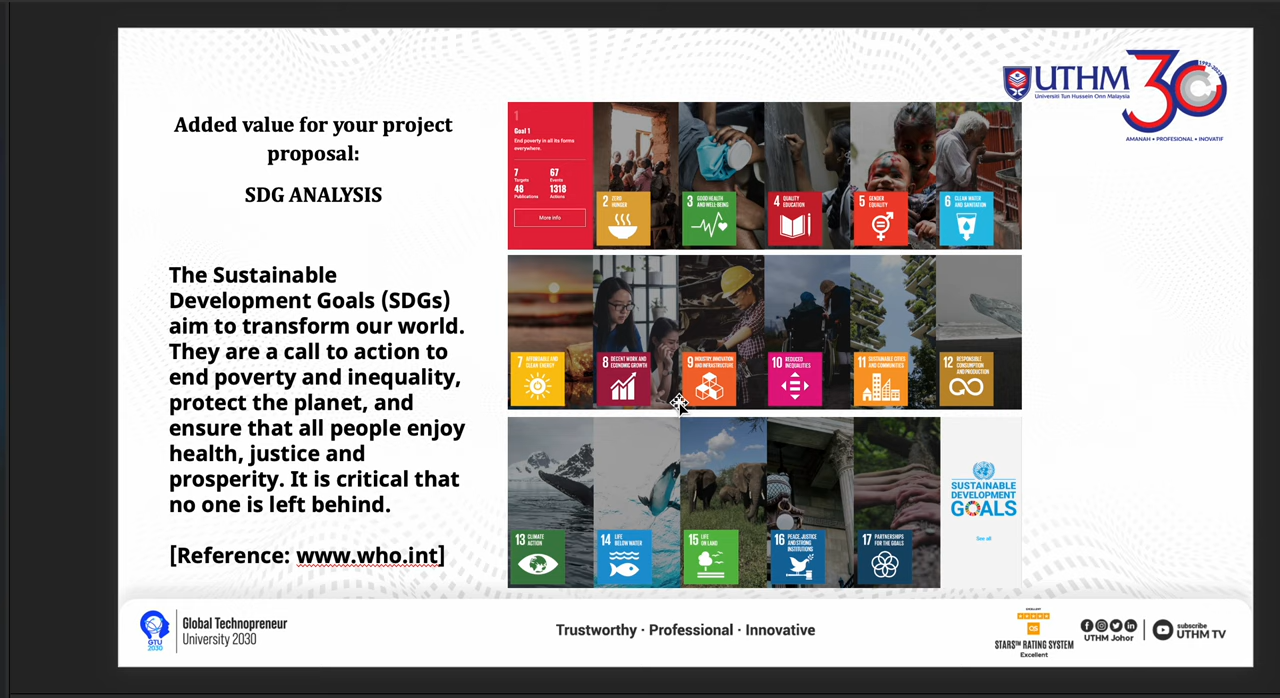 UTHM
Universiti Tun Hussein Onn Malaysia
30
1993-2023
AMANAH • PROFESIONAL • INOVATIF
Added value for your project
proposal:
SDG ANALYSIS
The Sustainable
Development Goals (SDGs)
aim to transform our world.
They are a call to action to
end poverty and inequality,
protect the planet, and
ensure that all people enjoy
health, justice and
prosperity. It is critical that
no one is left behind.
[Reference: www.who.int]
1
Goal 1
End poverty in all its forms
everywhere.
7
Targets
67
Events
48
Publications
1318
Actions
More info
2 ZERO
HUNGER
3 GOOD HEALTH
AND WELL-BEING
4 QUALITY
EDUCATION
5 GENDER
EQUALITY
6 CLEAN WATER
AND SANITATION
7 AFFORDABLE AND
CLEAN ENERGY
8 DECENT WORK AND
ECONOMIC GROWTH
9 INDUSTRY, INNOVATION
AND INFRASTRUCTURE
10 REDUCED
INEQUALITIES
11 SUSTAINABLE CITIES
AND COMMUNITIES
12 RESPONSIBLE
CONSUMPTION
AND PRODUCTION
13 CLIMATE
ACTION
14 LIFE
BELOW WATER
15 LIFE
ON LAND
16 PEACE, JUSTICE
AND STRONG
INSTITUTIONS
17 PARTNERSHIPS
FOR THE GOALS
SUSTAINABLE
DEVELOPMENT
GOALS
See all
GTU
2030
Global Technopreneur
University 2030
Trustworthy · Professional · Innovative
QS
STARS™ RATING SYSTEM
Excellent
UTHM Johor
subscribe
UTHM TV